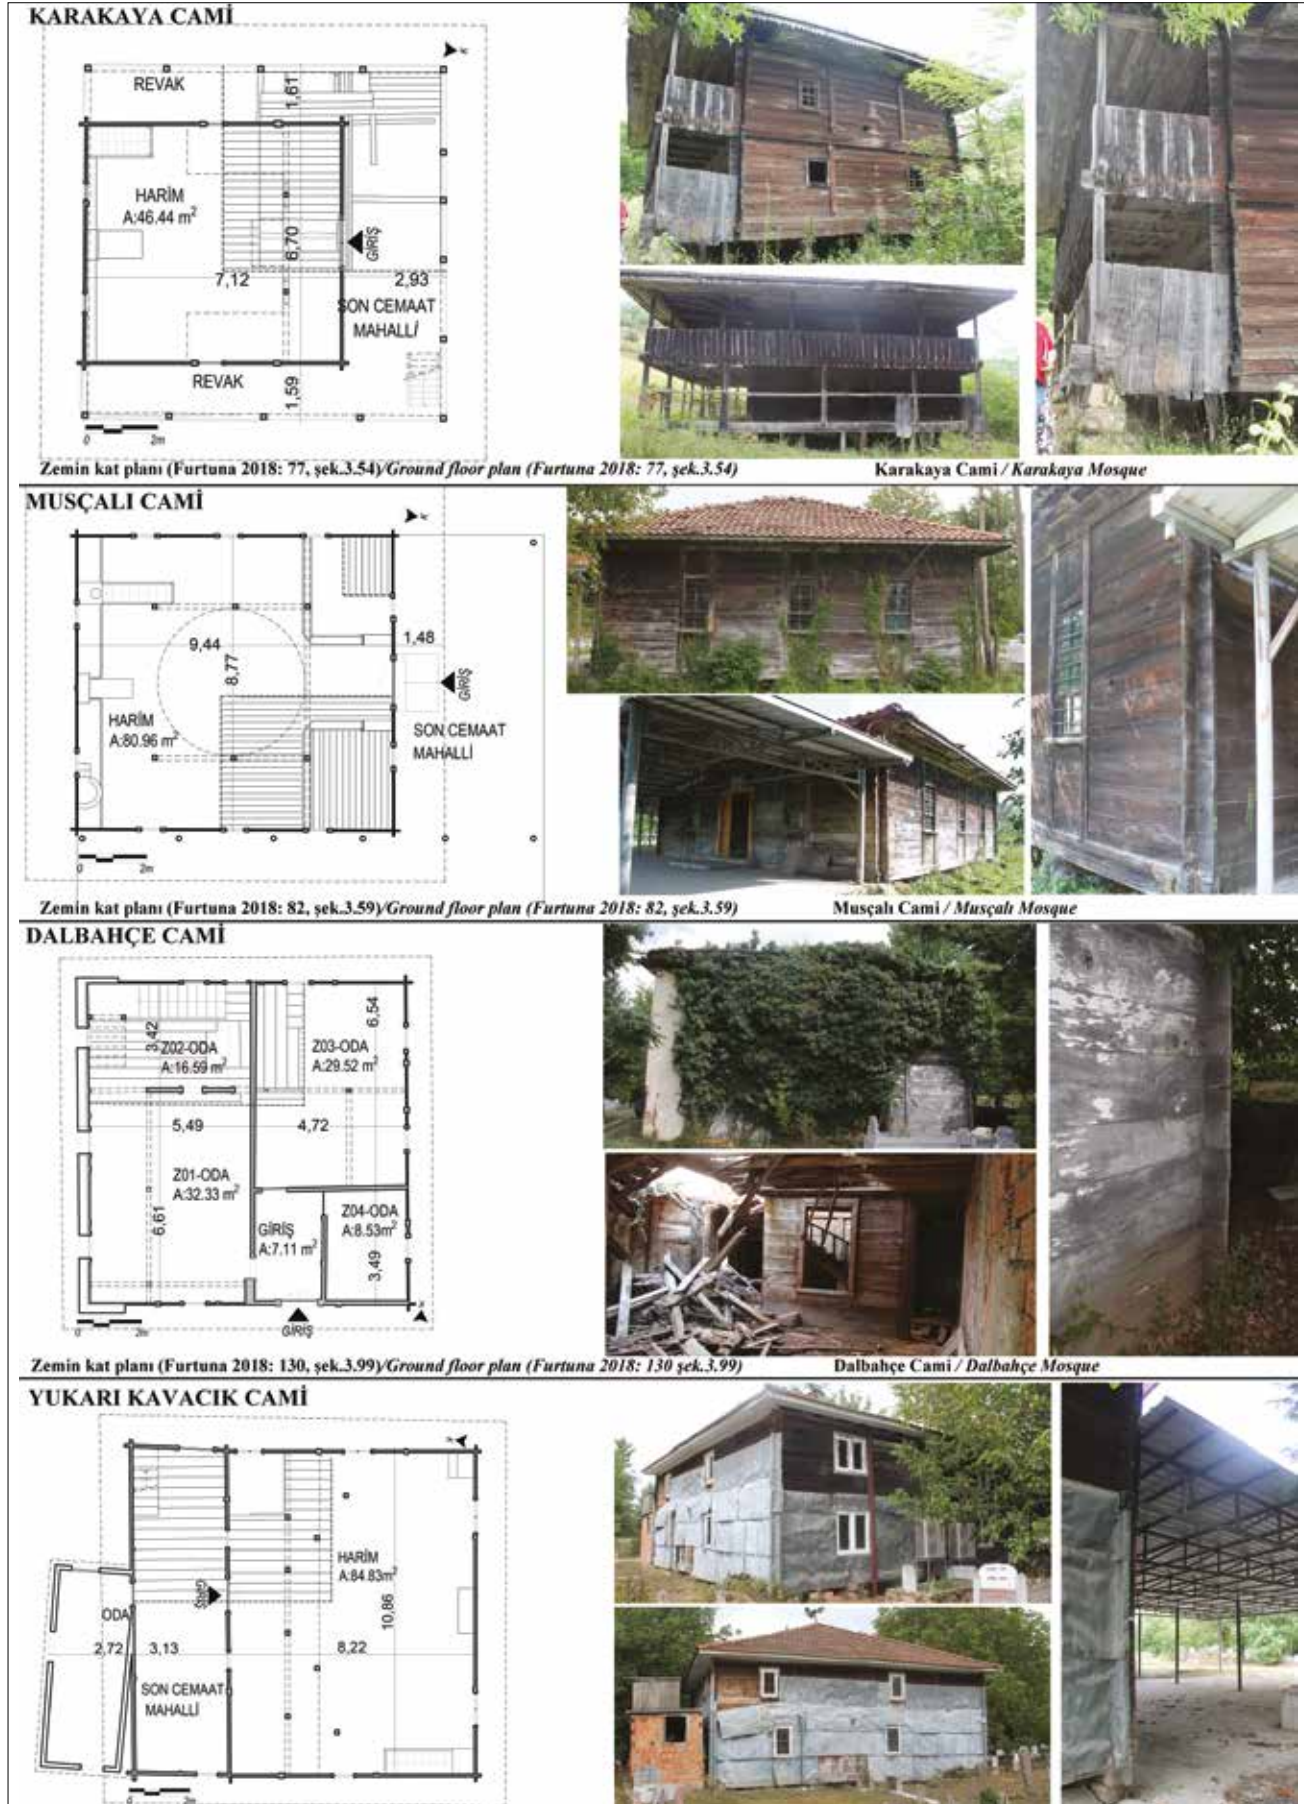 KARAKAYA CAMİ
REVAK
1,61
HARİM
A:46.44 m²
6,70
GİRİŞ
7,12
2,93
SON CEMAAT
MAHALLİ
REVAK
1,59
0 2m
Zemin kat planı (Furtuna 2018: 77, şek.3.54)/Ground floor plan (Furtuna 2018: 77, şek.3.54)
Karakaya Cami / Karakaya Mosque
MUSÇALI CAMİ
9,44
8,77
1,48
GİRİŞ
HARİM
A:80.96 m²
SON CEMAAT
MAHALLİ
0 2m
Zemin kat planı (Furtuna 2018: 82, şek.3.59)/Ground floor plan (Furtuna 2018: 82, şek.3.59)
Musçalı Cami / Musçalı Mosque
DALBAHÇE CAMİ
3,42
6,54
Z02-ODA
A:16.59 m²
Z03-ODA
A:29.52 m²
5,49
4,72
Z01-ODA
A:32.33 m²
6,61
GİRİŞ
A:7.11 m²
Z04-ODA
A:8.53m²
3,49
0 2m
GİRİŞ
Zemin kat planı (Furtuna 2018: 130, şek.3.99)/Ground floor plan (Furtuna 2018: 130 şek.3.99)
Dalbahçe Cami / Dalbahçe Mosque
YUKARI KAVACIK CAMİ
HARİM
A:84.83m²
GİRİŞ
10,86
ODA
2,72
3,13
8,22
SON CEMAAT
MAHALLİ
0 2m